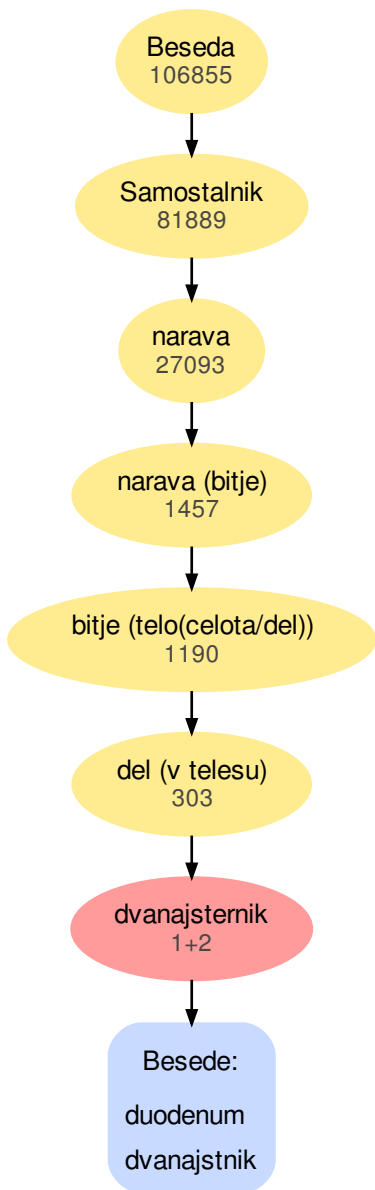 Beseda
106855
Samostalnik
81889
narava
27093
narava (bitje)
1457
bitje (telo(celota/del))
1190
del (v telesu)
303
dvanajsternik
1+2
Besede:
duodenum
dvanajstnik